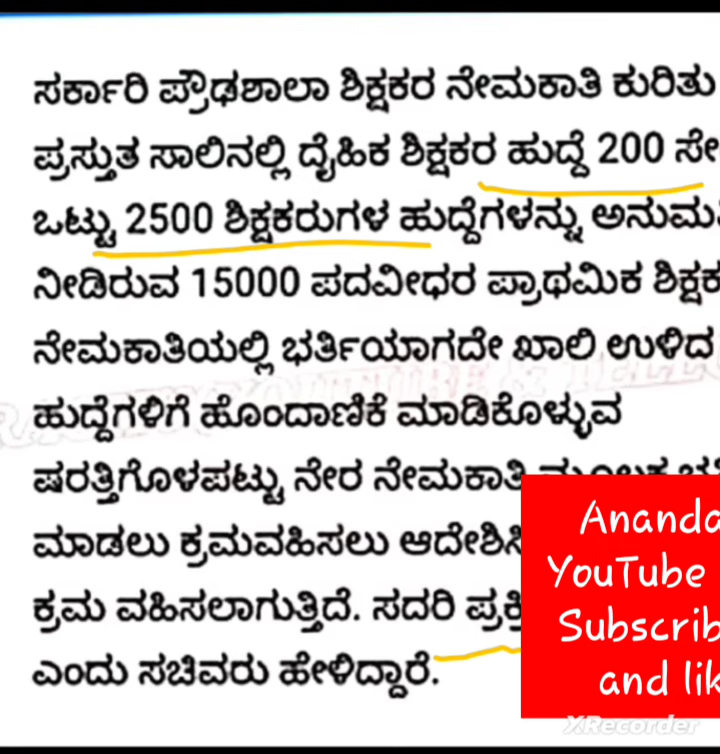 ಸರ್ಕಾರಿ ಪ್ರೌಢಶಾಲಾ ಶಿಕ್ಷಕರ ನೇಮಕಾತಿ ಕುರಿತು
ಪ್ರಸ್ತುತ ಸಾಲಿನಲ್ಲಿ ದೈಹಿಕ ಶಿಕ್ಷಕರ ಹುದ್ದೆ 200 ಸೇ
ಒಟ್ಟು 2500 ಶಿಕ್ಷಕರುಗಳ ಹುದ್ದೆಗಳನ್ನು ಅನುಮ
ನೀಡಿರುವ 15000 ಪದವೀಧರ ಪ್ರಾಥಮಿಕ ಶಿಕ್ಷಕ
ನೇಮಕಾತಿಯಲ್ಲಿ ಭರ್ತಿಯಾಗದೇ ಖಾಲಿ ಉಳಿದ
ಹುದ್ದೆಗಳಿಗೆ ಹೊಂದಾಣಿಕೆ ಮಾಡಿಕೊಳ್ಳುವ
ಷರತ್ತಿಗೊಳಪಟ್ಟು ನೇರ ನೇಮಕಾತಿ
ಮಾಡಲು ಕ್ರಮವಹಿಸಲು ಆದೇಶಿಸಿ
ಕ್ರಮ ವಹಿಸಲಾಗುತ್ತಿದೆ. ಸದರಿ ಪ್ರಕ್ರಿ
ಎಂದು ಸಚಿವರು ಹೇಳಿದ್ದಾರೆ.
Ananda
YouTube
Subscrib
and lik
XRecorder